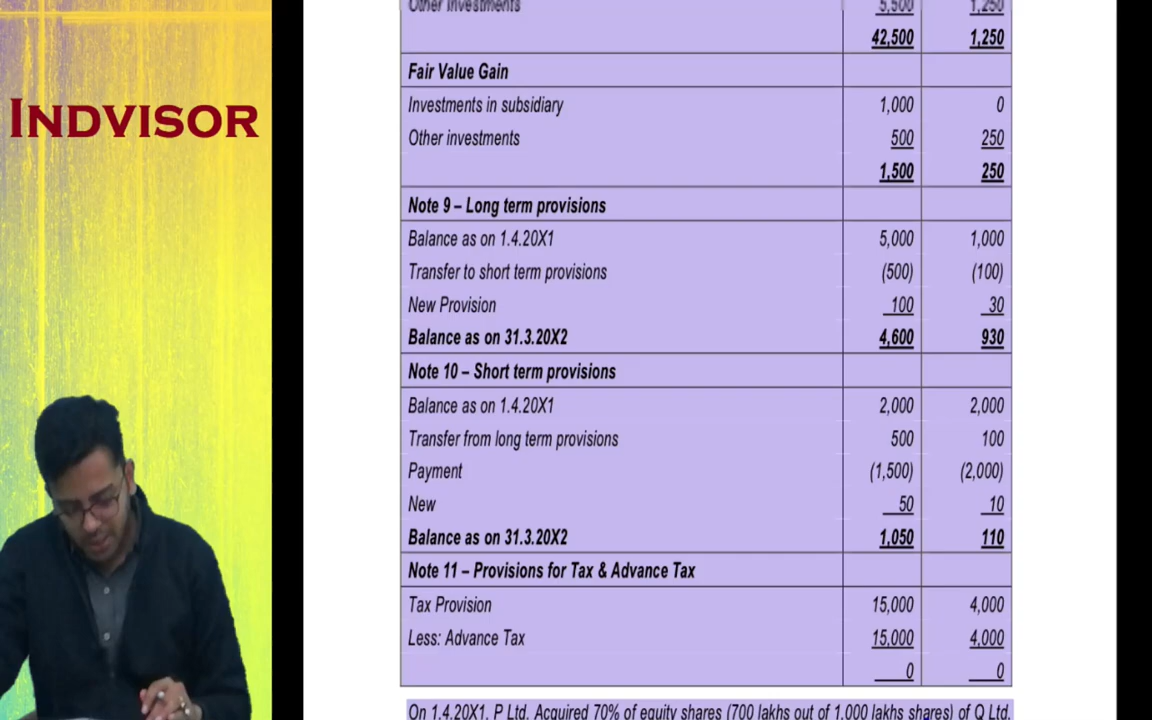 INDVISOR
Other Investments 5,500 1,250
42,500 1,250
Fair Value Gain
Investments in subsidiary 1,000 0
Other investments 500 250
1,500 250
Note 9 – Long term provisions
Balance as on 1.4.20X1 5,000 1,000
Transfer to short term provisions (500) (100)
New Provision 100 30
Balance as on 31.3.20X2 4,600 930
Note 10 – Short term provisions
Balance as on 1.4.20X1 2,000 2,000
Transfer from long term provisions 500 100
Payment (1,500) (2,000)
New 50 10
Balance as on 31.3.20X2 1,050 110
Note 11 – Provisions for Tax & Advance Tax
Tax Provision 15,000 4,000
Less: Advance Tax 15,000 4,000
0 0
On 1.4.20X1, P Ltd. Acquired 70% of equity shares (700 lakhs out of 1,000 lakhs shares) of Q Ltd.